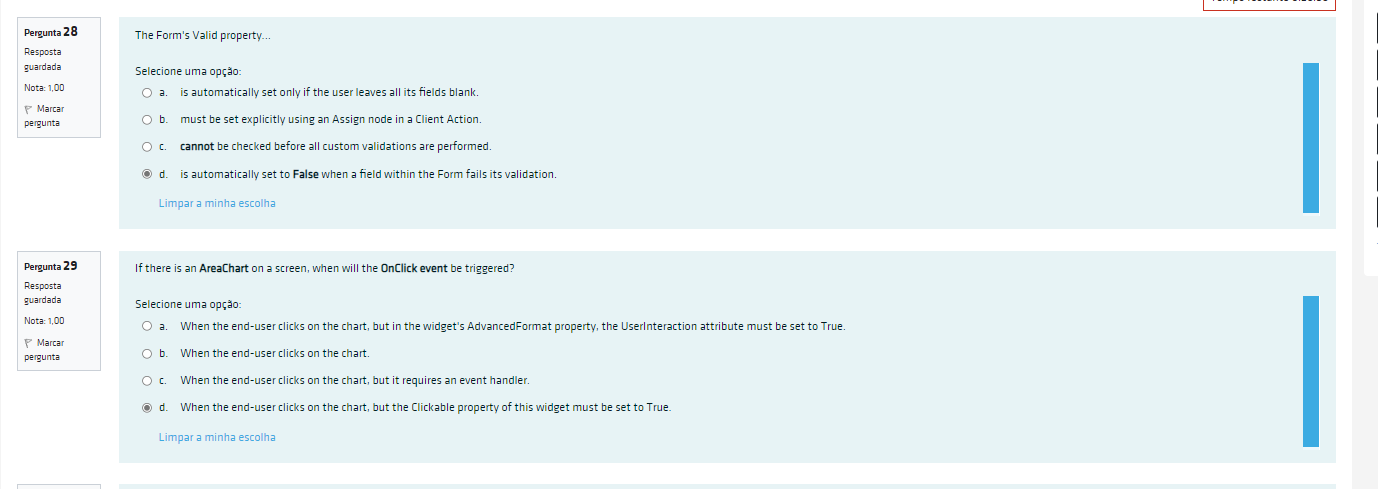 Pergunta 28
Resposta
guardada
Nota: 1,00
Marcar
pergunta
The Form's Valid property...
Selecione uma opção:
a. is automatically set only if the user leaves all its fields blank.
b. must be set explicitly using an Assign node in a Client Action.
c. cannot be checked before all custom validations are performed.
d. is automatically set to False when a field within the Form fails its validation.
Limpar a minha escolha
Pergunta 29
Resposta
guardada
Nota: 1,00
Marcar
pergunta
If there is an AreaChart on a screen, when will the OnClick event be triggered?
Selecione uma opção:
a. When the end-user clicks on the chart, but in the widget's AdvancedFormat property, the UserInteraction attribute must be set to True.
b. When the end-user clicks on the chart.
c. When the end-user clicks on the chart, but it requires an event handler.
d. When the end-user clicks on the chart, but the Clickable property of this widget must be set to True.
Limpar a minha escolha